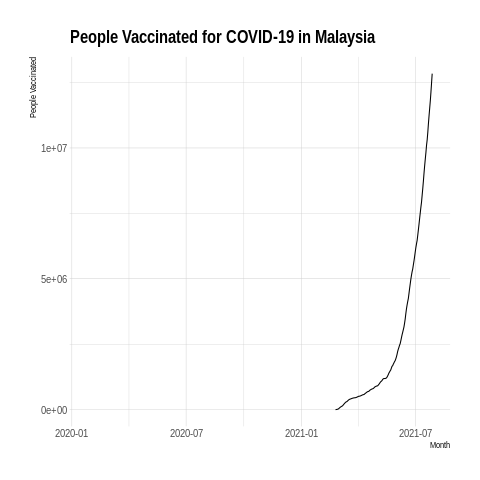 People Vaccinated for COVID-19 in Malaysia
People Vaccinated
1e+07
5e+06
0e+00
2020-01
2020-07
2021-01
2021-07
Month